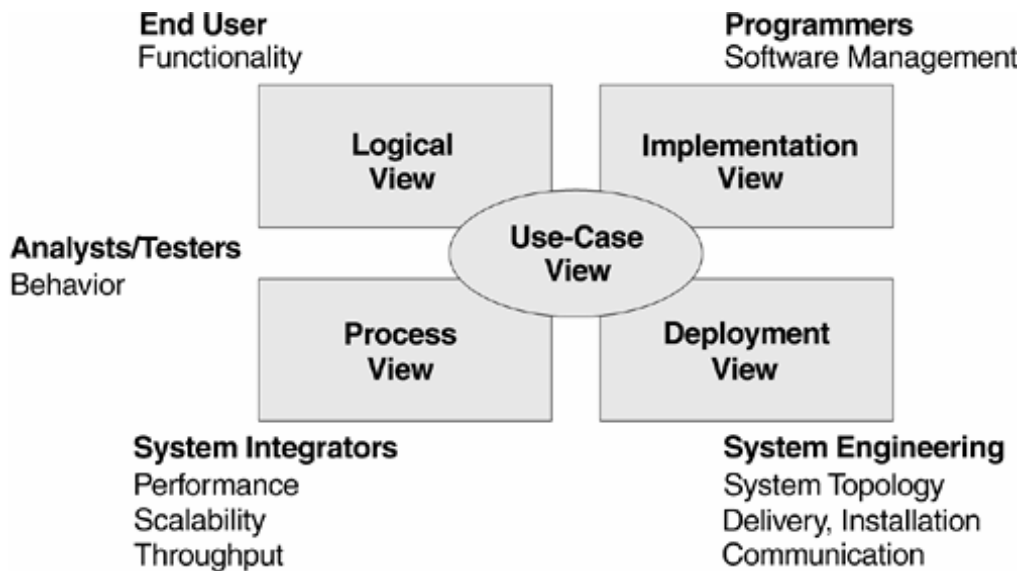 End User
Functionality
Programmers
Software Management
Logical
View
Implementation
View
Use-Case
View
Analysts/Testers
Behavior
Process
View
Deployment
View
System Integrators
Performance
Scalability
Throughput
System Engineering
System Topology
Delivery, Installation
Communication